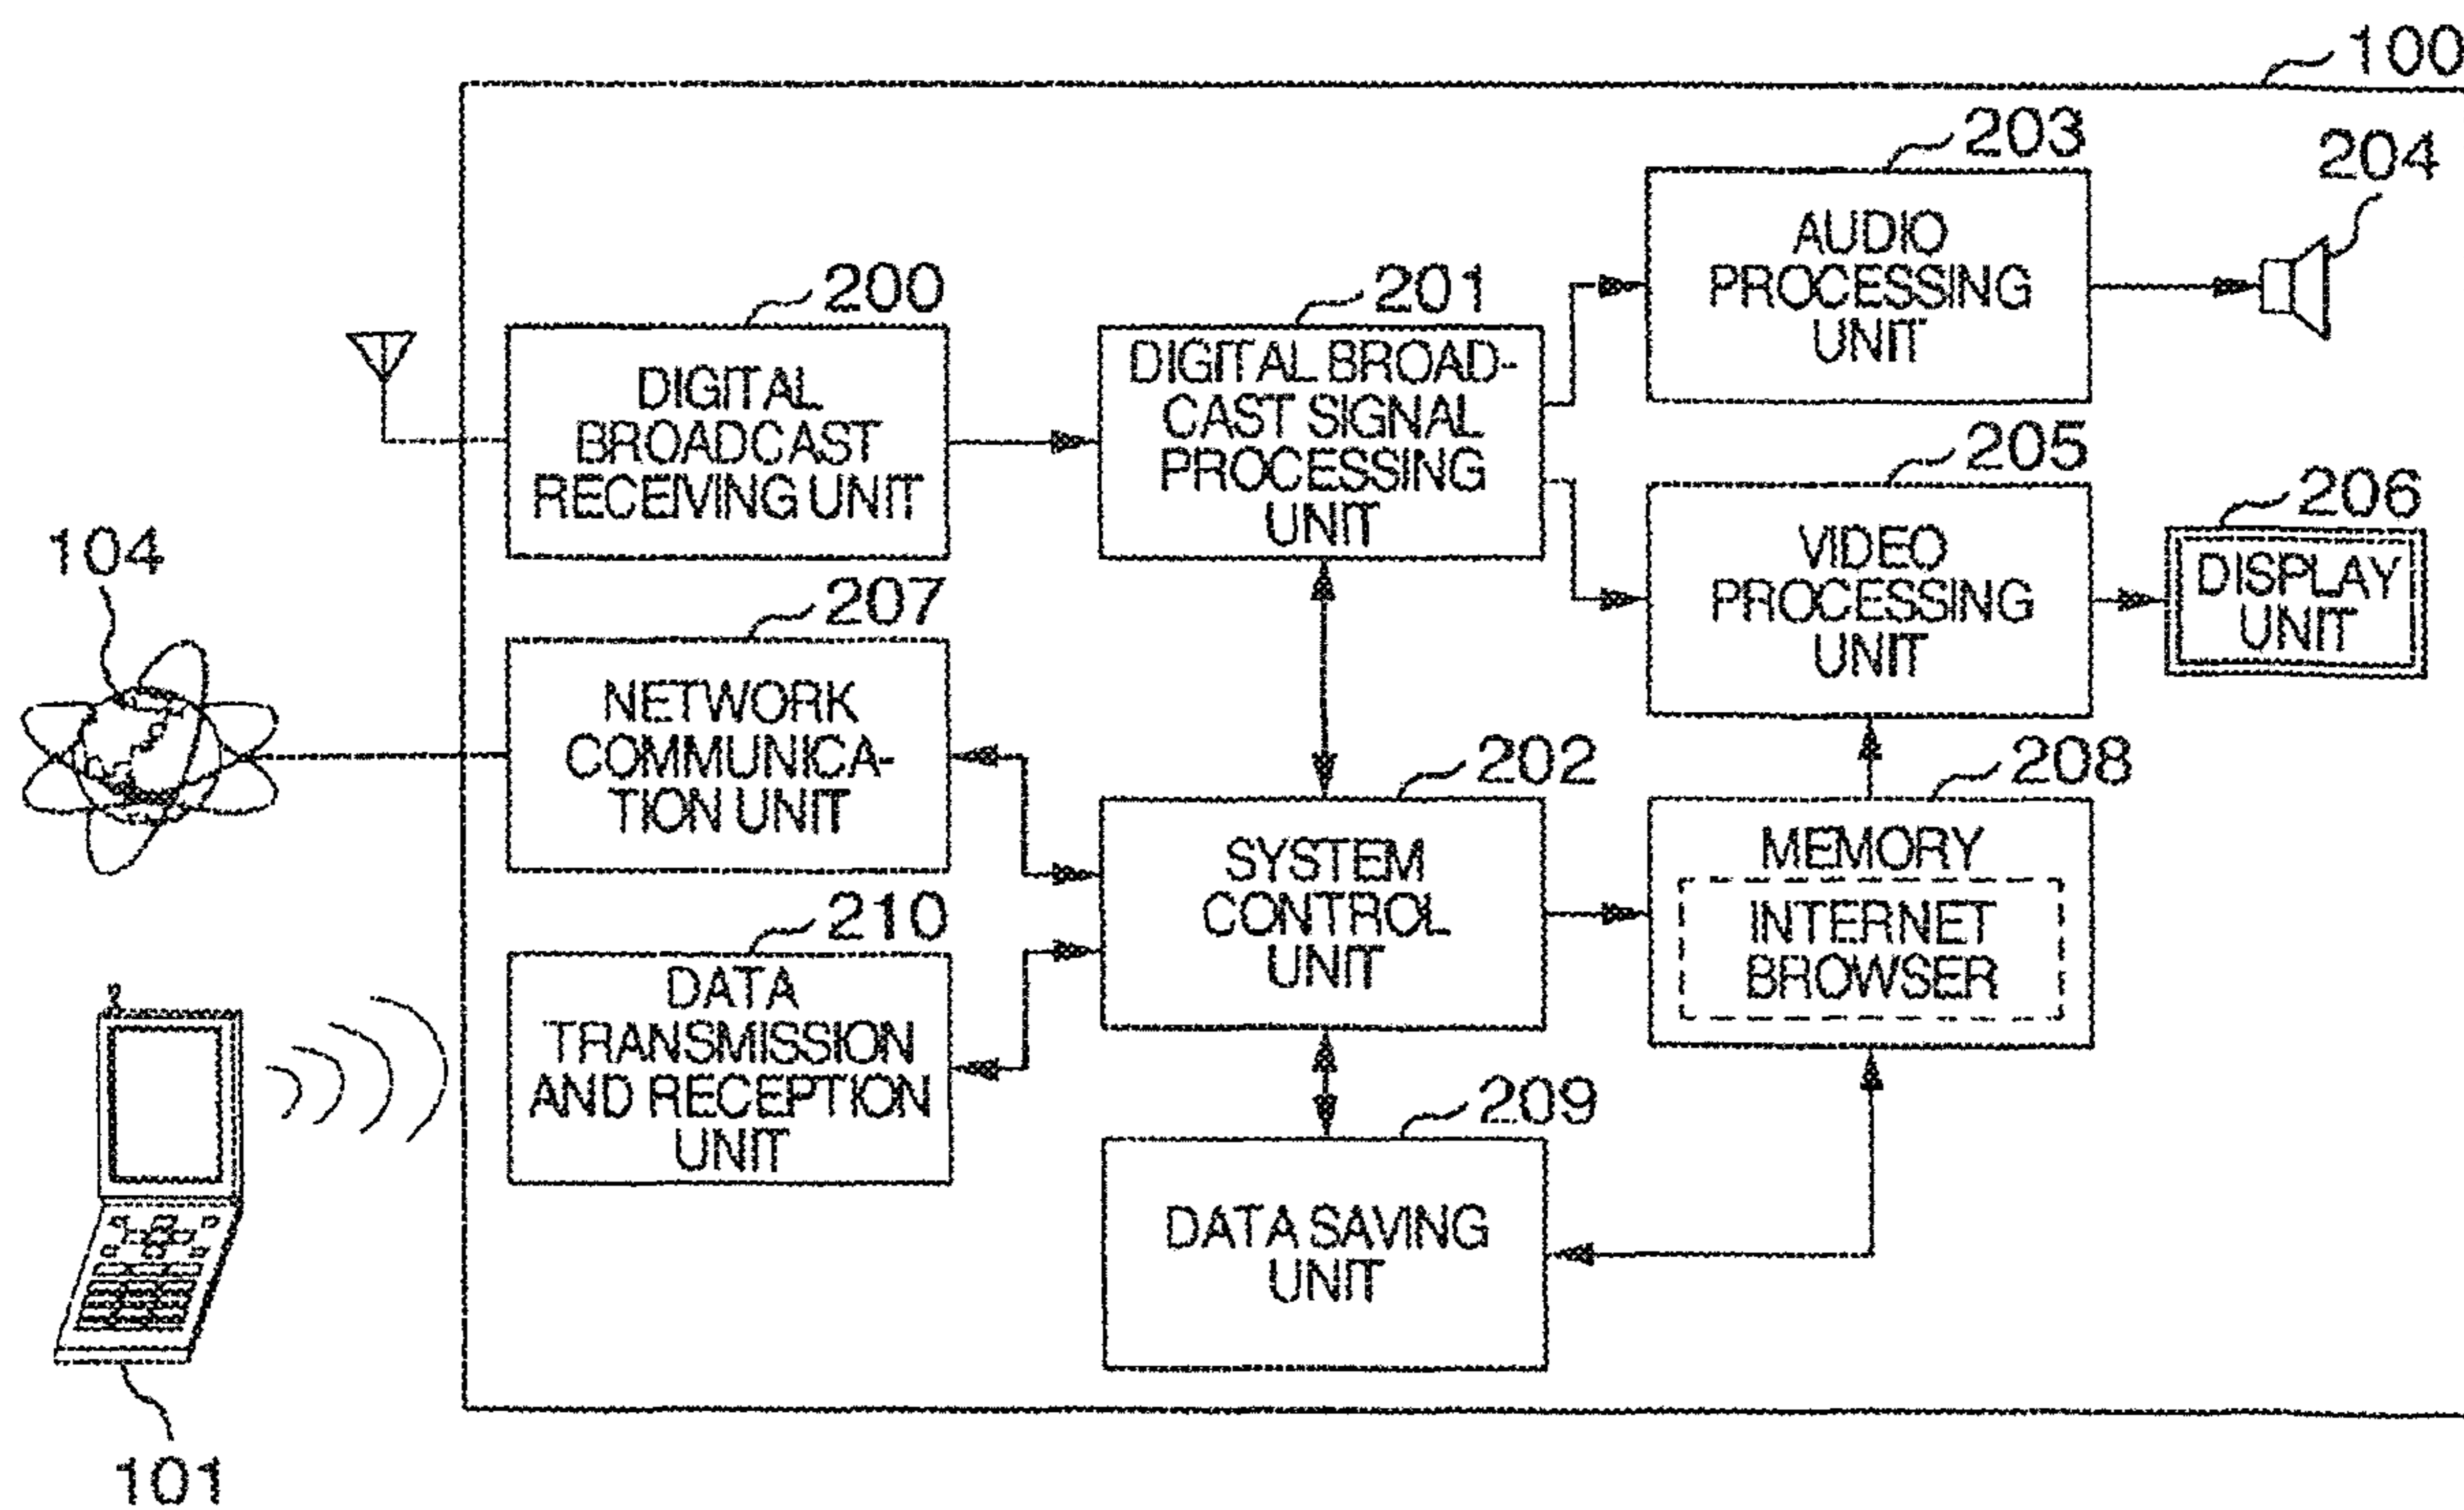 100
203
204
AUDIO
PROCESSING
UNIT
200
201
DIGITAL
BROADCAST
RECEIVING UNIT
DIGITAL BROAD-
CAST SIGNAL
PROCESSING
UNIT
205
206
VIDEO
PROCESSING
UNIT
DISPLAY
UNIT
104
207
NETWORK
COMMUNICA-
TION UNIT
202
208
SYSTEM
CONTROL
UNIT
MEMORY
INTERNET
BROWSER
210
DATA
TRANSMISSION
AND RECEPTION
UNIT
209
DATA SAVING
UNIT
101